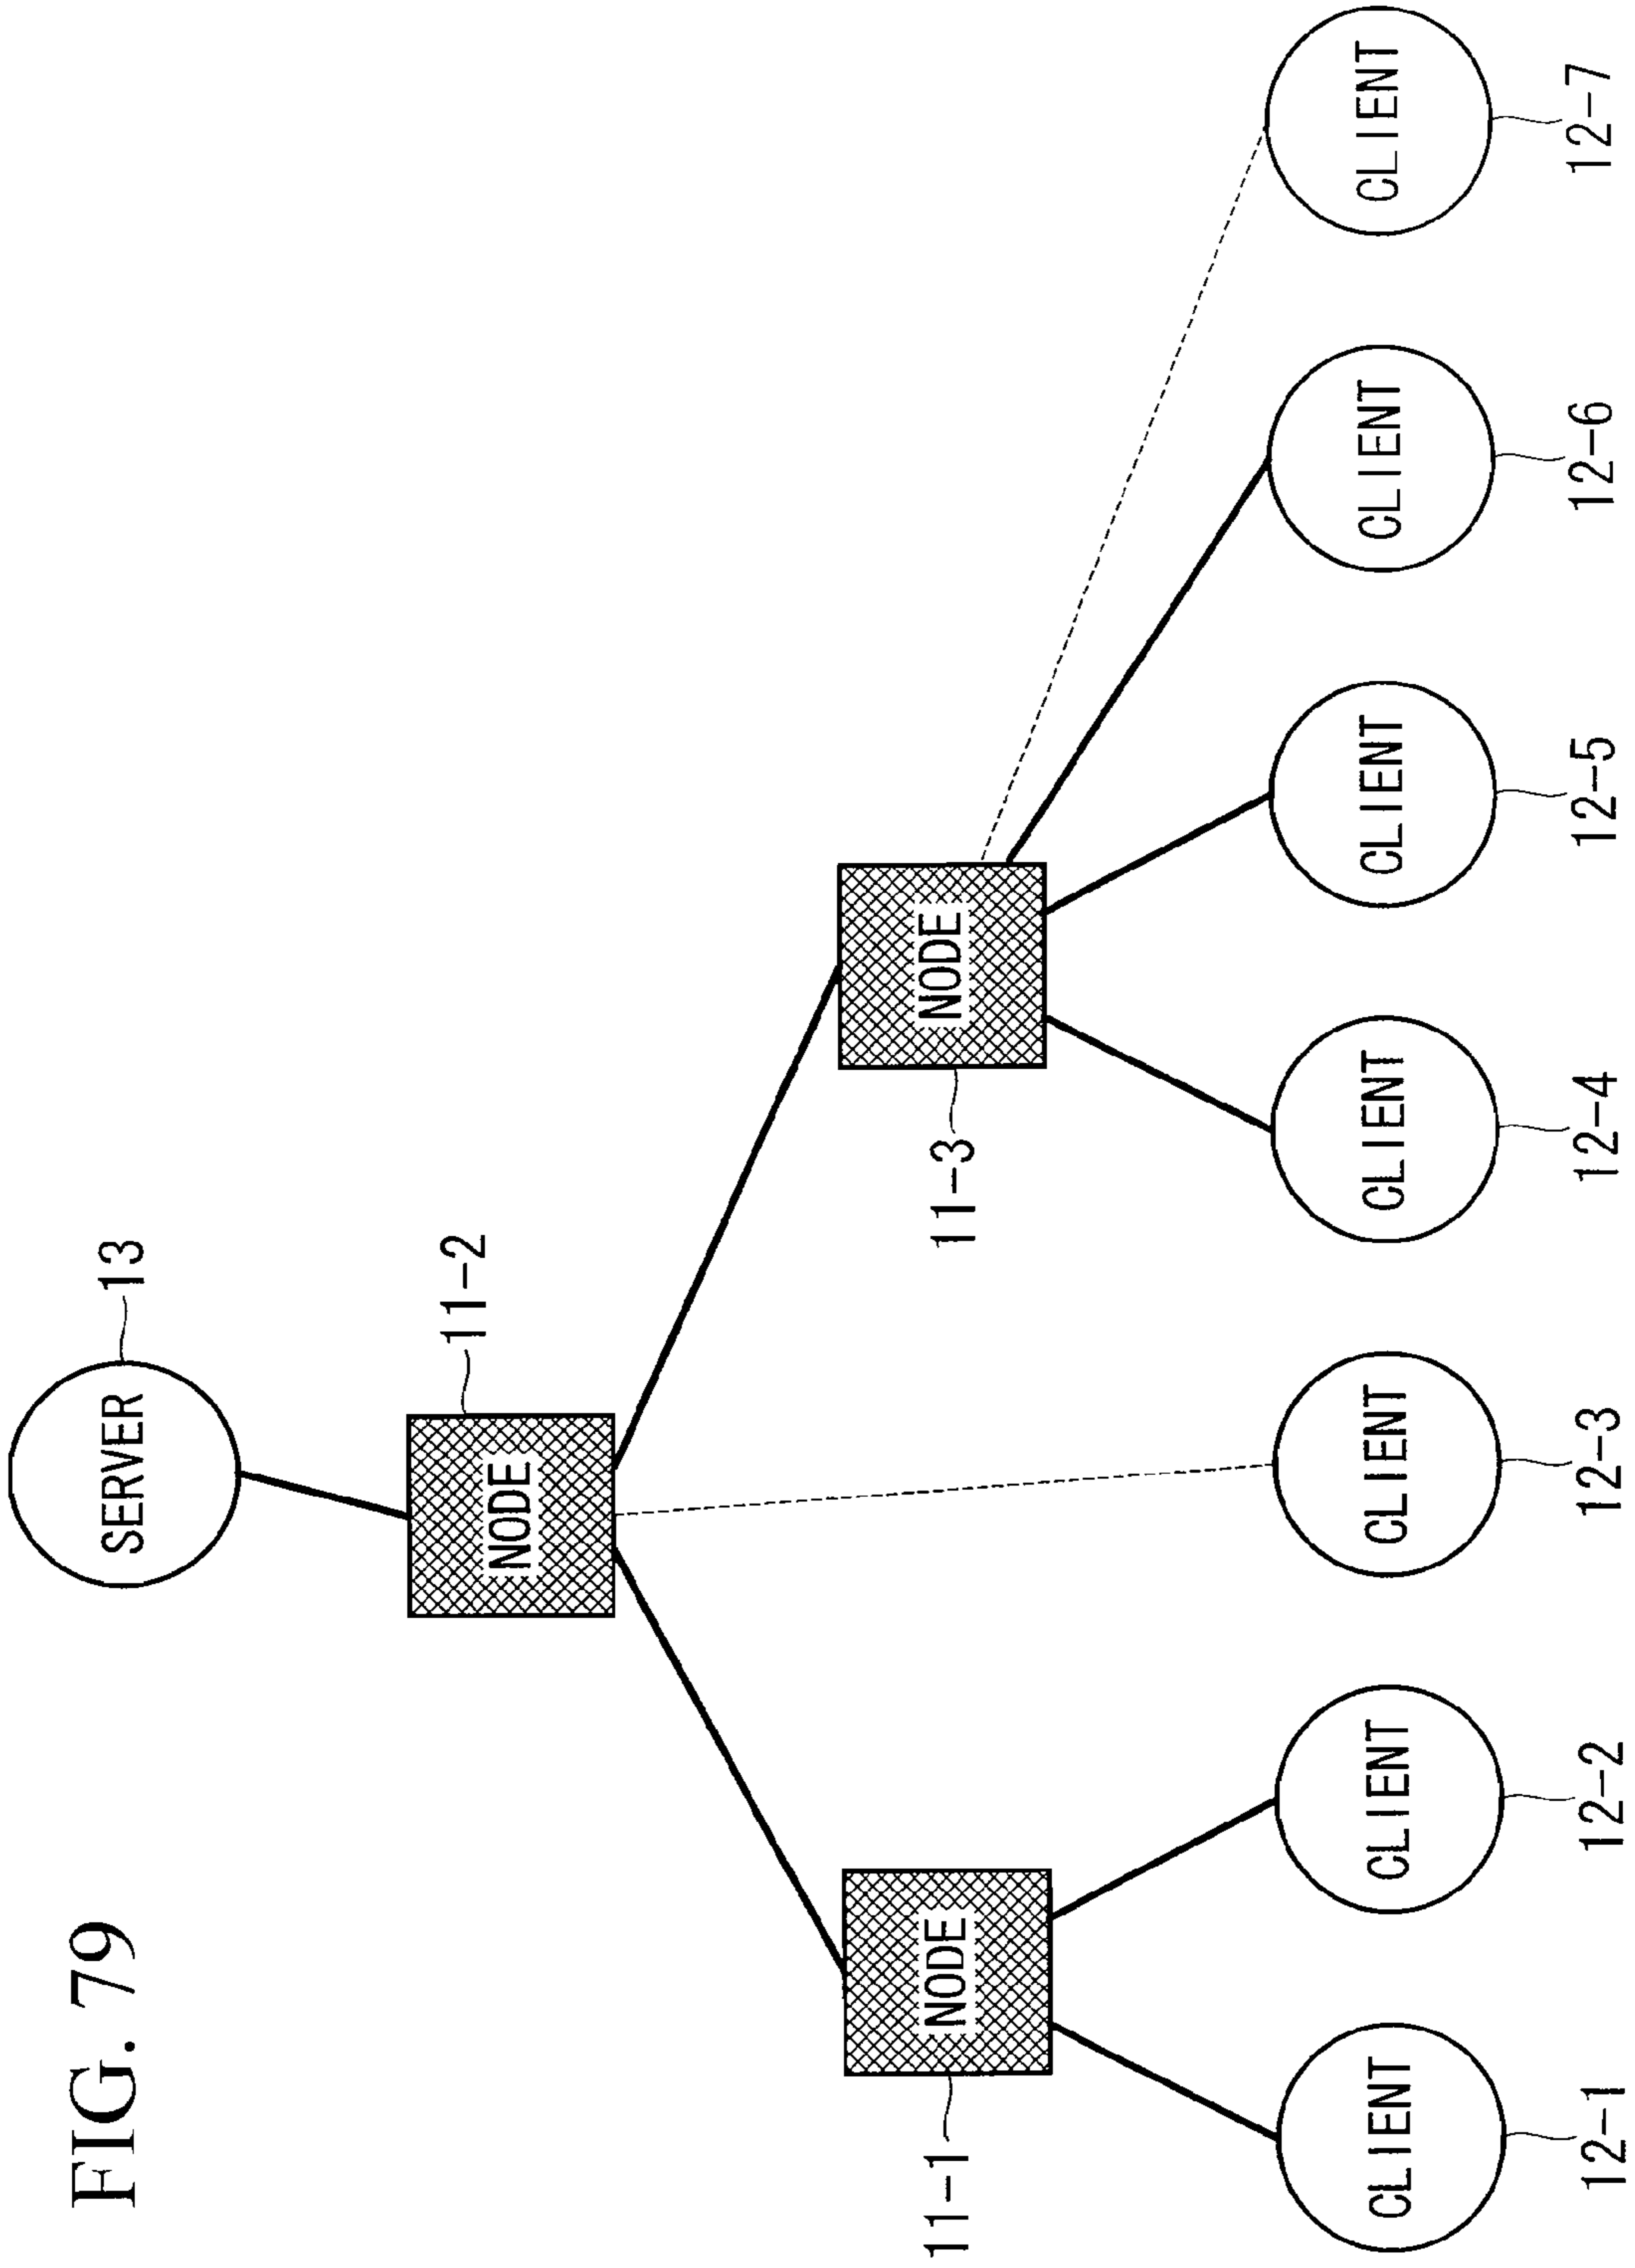 FIG. 79
SERVER
13
NODE
11-2
NODE
11-1
NODE
11-3
CLIENT
CLIENT
CLIENT
CLIENT
CLIENT
CLIENT
CLIENT
12-1
12-2
12-3
12-4
12-5
12-6
12-7